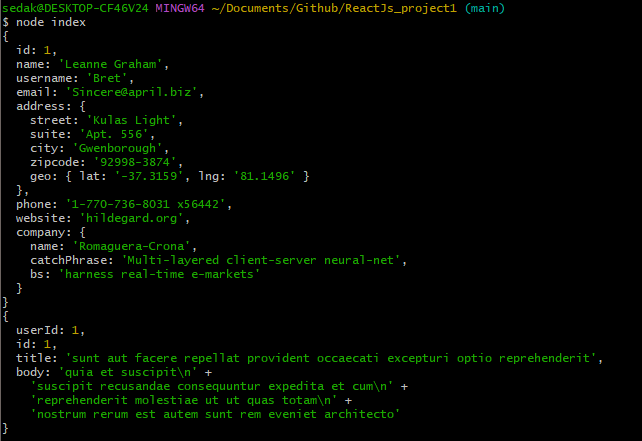 sedak@DESKTOP-CF46V24 MINGW64 ~/Documents/Github/ReactJs_project1 (main)
$ node index
{
  id: 1,
  name: 'Leanne Graham',
  username: 'Bret',
  email: 'Sincere@april.biz',
  address: {
    street: 'Kulas Light',
    suite: 'Apt. 556',
    city: 'Gwenborough',
    zipcode: '92998-3874',
    geo: { lat: '-37.3159', lng: '81.1496' }
  },
  phone: '1-770-736-8031 x56442',
  website: 'hildegard.org',
  company: {
    name: 'Romaguera-Crona',
    catchPhrase: 'Multi-layered client-server neural-net',
    bs: 'harness real-time e-markets'
  }
}
{
  userId: 1,
  id: 1,
  title: 'sunt aut facere repellat provident occaecati excepturi optio reprehenderit',
  body: 'quia et suscipit\n' +
    'suscipit recusandae consequuntur expedita et cum\n' +
    'reprehenderit molestiae ut ut quas totam\n' +
    'nostrum rerum est autem sunt rem eveniet architecto'
}